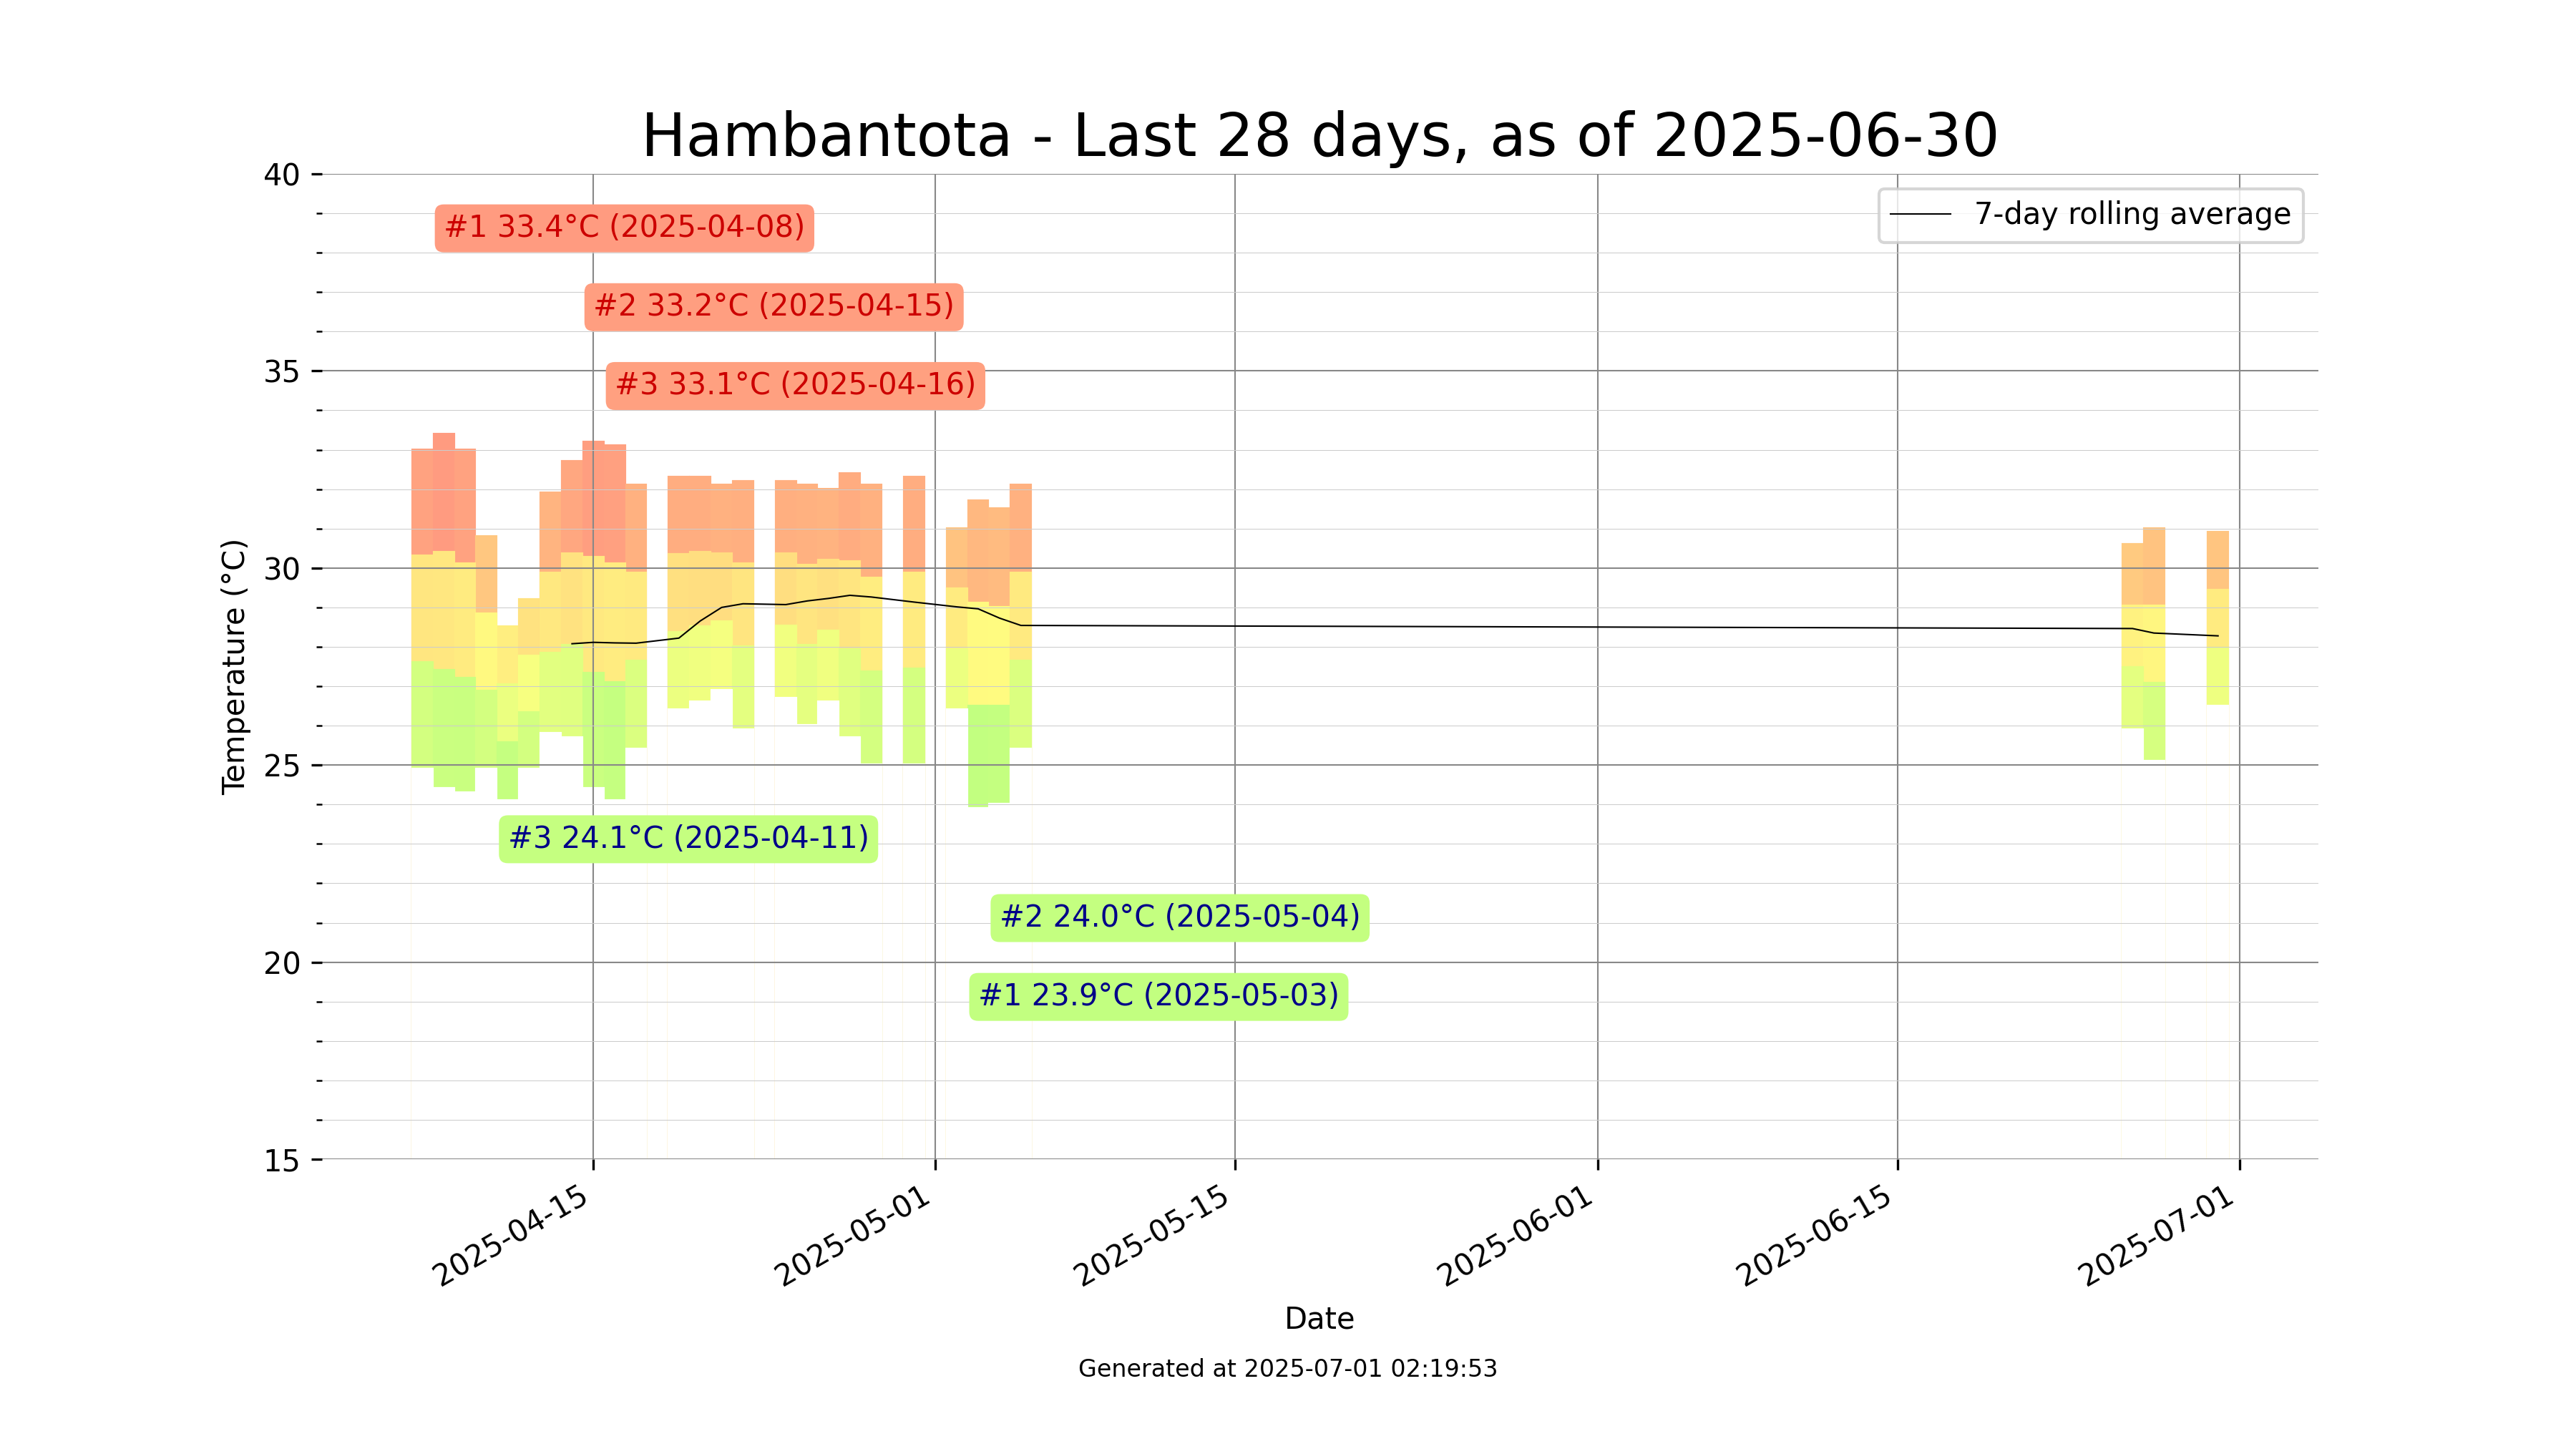 Hambantota - Last 28 days, as of 2025-06-30
40
35
30
25
20
15
Temperature (°C)
7-day rolling average
#1 33.4°C (2025-04-08)
#2 33.2°C (2025-04-15)
#3 33.1°C (2025-04-16)
#3 24.1°C (2025-04-11)
#2 24.0°C (2025-05-04)
#1 23.9°C (2025-05-03)
2025-04-15
2025-05-01
2025-05-15
2025-06-01
2025-06-15
2025-07-01
Date
Generated at 2025-07-01 02:19:53